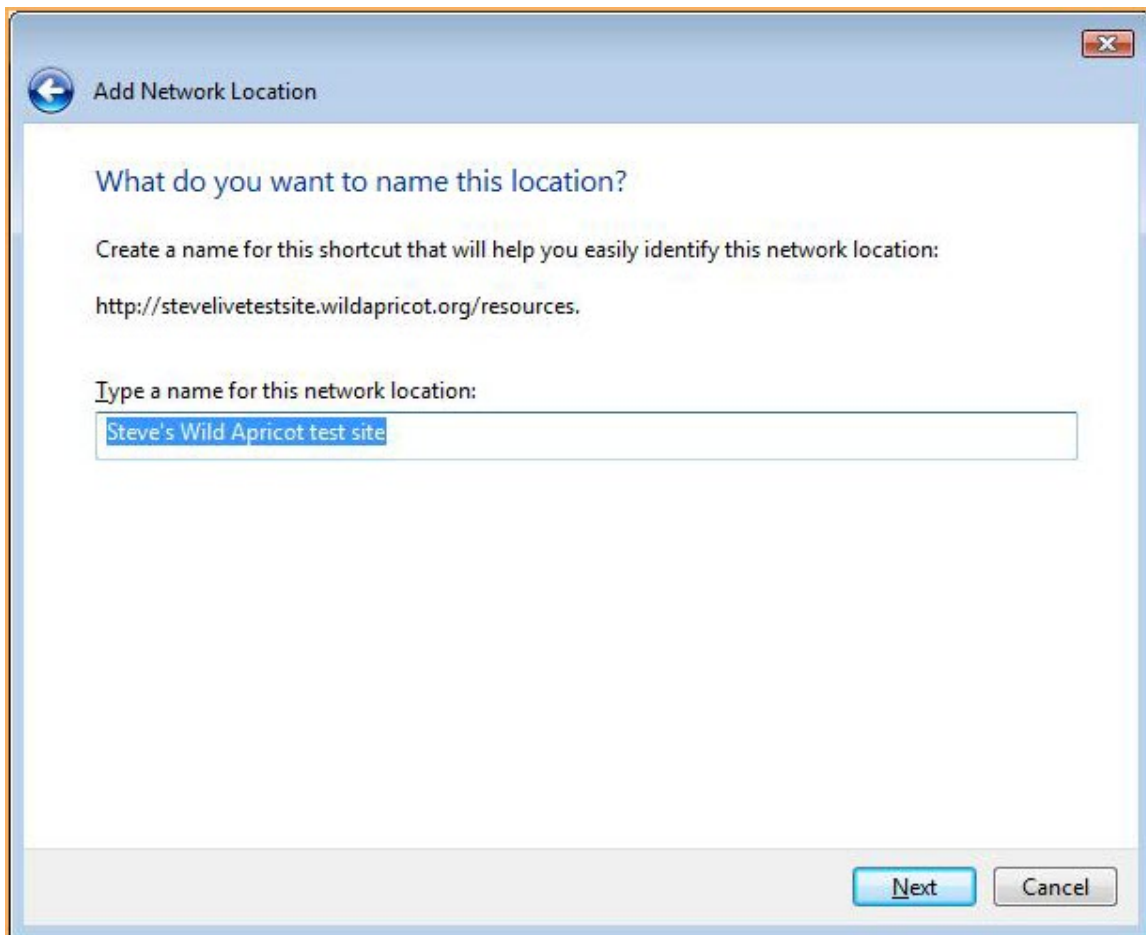 Add Network Location
What do you want to name this location?
Create a name for this shortcut that will help you easily identify this network location:
http://stevelivetestsite.wildapricot.org/resources.
Type a name for this network location:
Steve's Wild Apricot test site
Next
Cancel